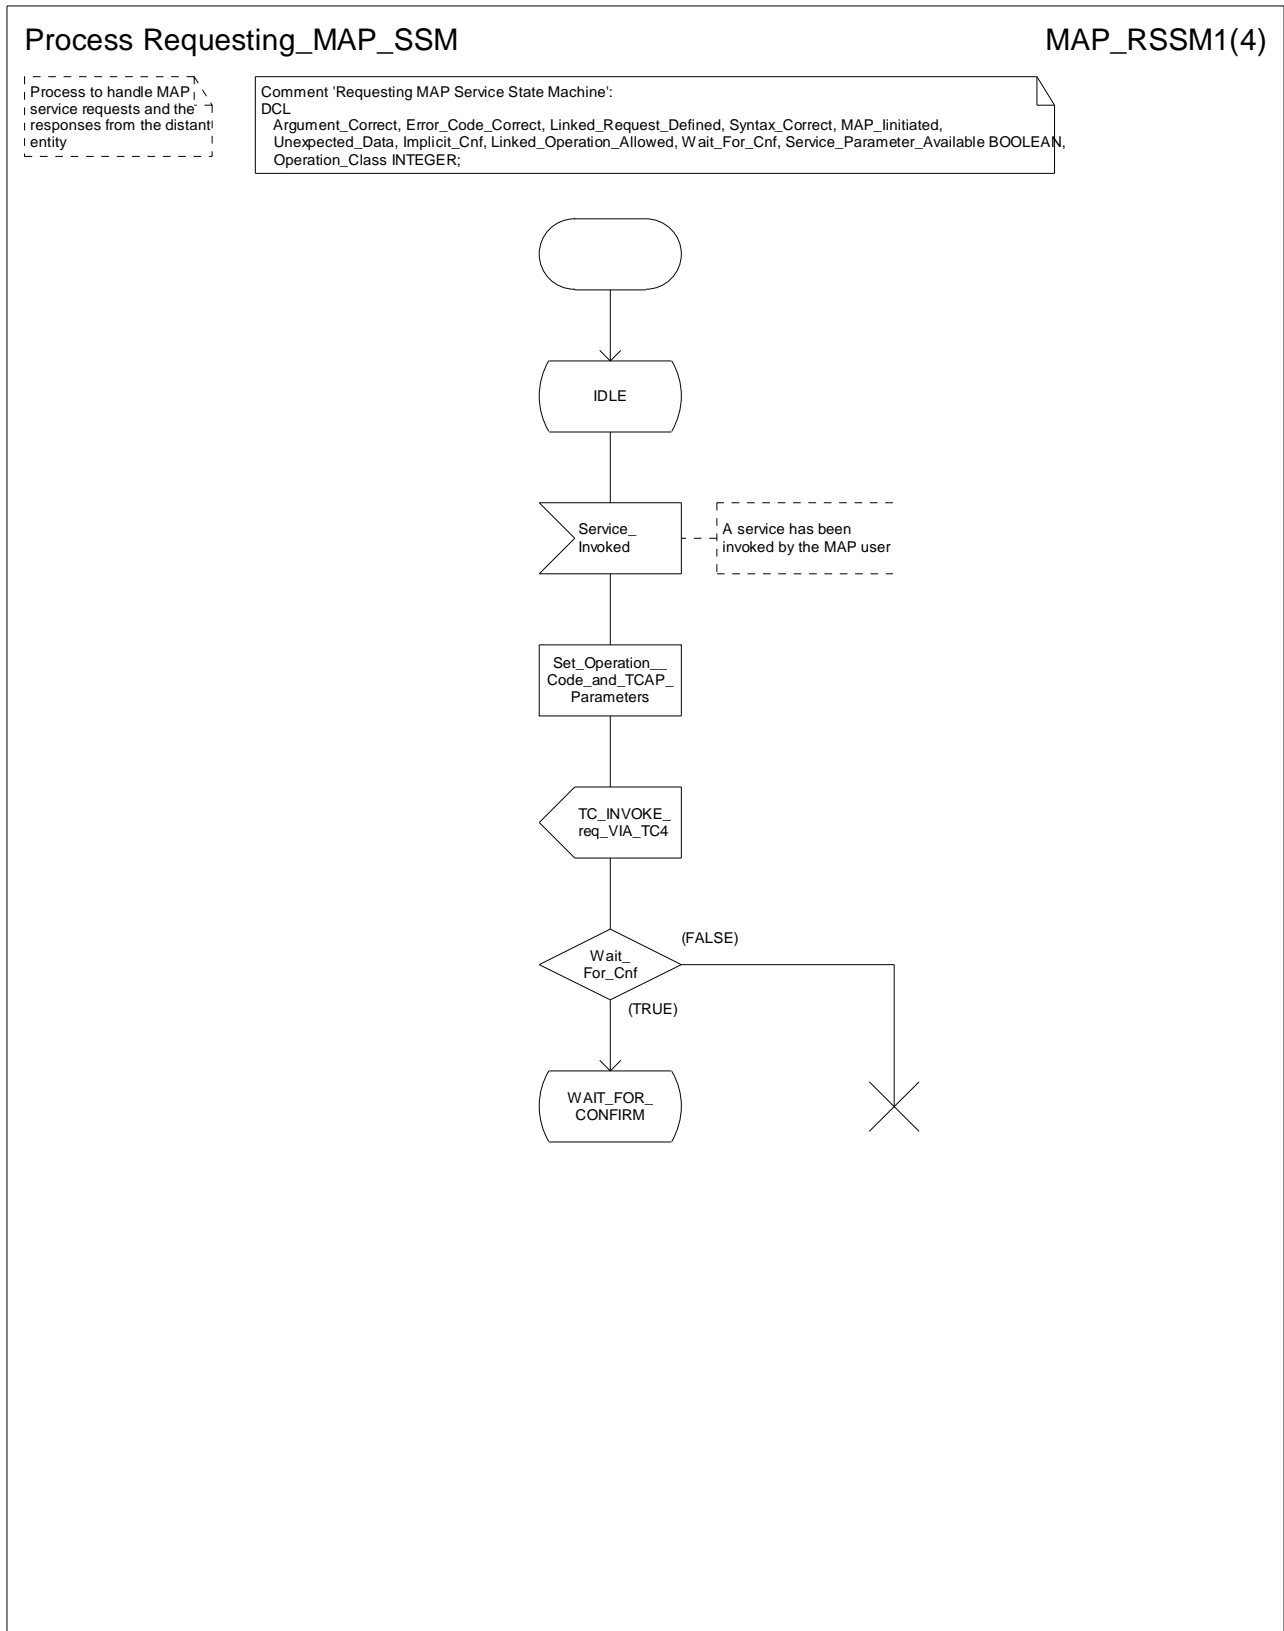 Process Requesting_MAP_SSM
MAP_RSSM1(4)
Process to handle MAP
service requests and the
responses from the distant
entity
Comment 'Requesting MAP Service State Machine':
DCL
Argument_Correct, Error_Code_Correct, Linked_Request_Defined, Syntax_Correct, MAP_Iinitiated,
Unexpected_Data, Implicit_Cnf, Linked_Operation_Allowed, Wait_For_Cnf, Service_Parameter_Available BOOLEAN,
Operation_Class INTEGER;
IDLE
Service_
Invoked
A service has been
invoked by the MAP user
Set_Operation__
Code_and_TCAP_
Parameters
TC_INVOKE_
req_VIA_TC4
Wait_
For_Cnf
(FALSE)
(TRUE)
WAIT_FOR_
CONFIRM